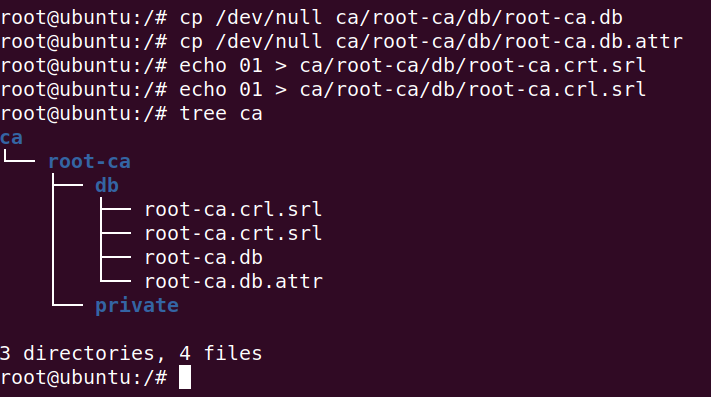 root@ubuntu:/# cp /dev/null ca/root-ca/db/root-ca.db
root@ubuntu:/# cp /dev/null ca/root-ca/db/root-ca.db.attr
root@ubuntu:/# echo 01 > ca/root-ca/db/root-ca.crt.srl
root@ubuntu:/# echo 01 > ca/root-ca/db/root-ca.crl.srl
root@ubuntu:/# tree ca
ca
└── root-ca
    ├── db
    │   ├── root-ca.crl.srl
    │   ├── root-ca.crt.srl
    │   ├── root-ca.db
    │   └── root-ca.db.attr
    └── private
3 directories, 4 files
root@ubuntu:/#